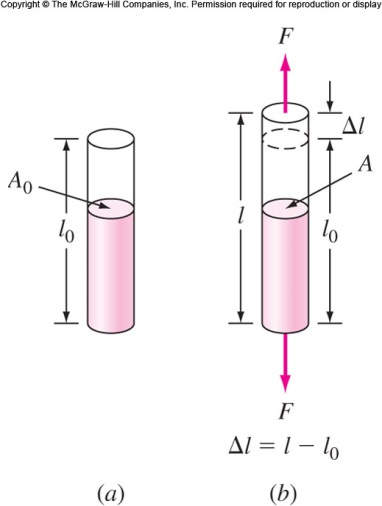 Copyright © The McGraw-Hill Companies, Inc. Permission required for reproduction or display
F
Δl
A₀
l₀
l
A
l₀
F
Δl = l − l₀
(a)
(b)